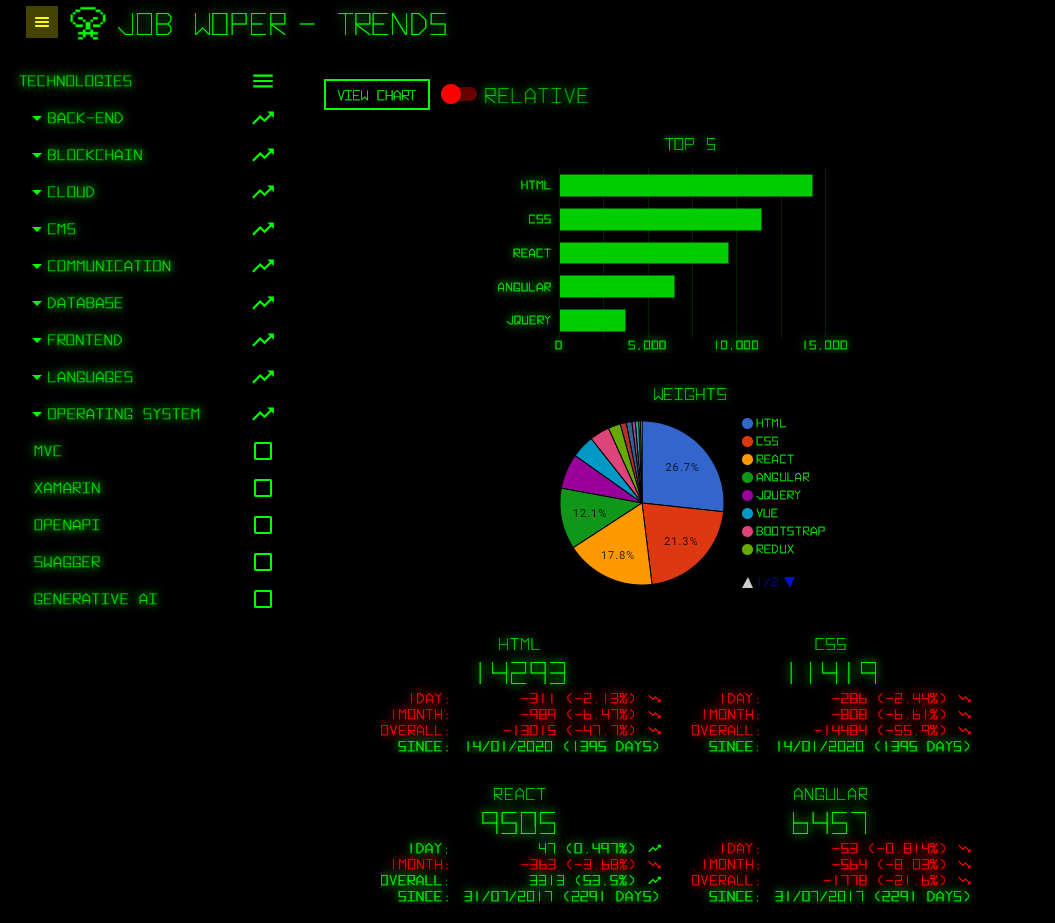 JOB WOPER - TRENDS
TECHNOLOGIES
BACK-END
BLOCKCHAIN
CLOUD
CMS
COMMUNICATION
DATABASE
FRONTEND
LANGUAGES
OPERATING SYSTEM
MVC
XAMARIN
OPENAPI
SWAGGER
GENERATIVE AI
VIEW CHART RELATIVE
TOP 5
HTML
CSS
REACT
ANGULAR
JQUERY
0 5.000 10.000 15.000
WEIGHTS
26.7%
21.3%
17.8%
12.1%
HTML
CSS
REACT
ANGULAR
JQUERY
VUE
BOOTSTRAP
REDUX
1/2
HTML
14293
1DAY: -311 (-2.13%)
1MONTH: -989 (-6.47%)
OVERALL: -13015 (-47.7%)
SINCE: 14/01/2020 (1395 DAYS)
CSS
11419
1DAY: -286 (-2.44%)
1MONTH: -808 (-6.61%)
OVERALL: -14484 (-55.9%)
SINCE: 14/01/2020 (1395 DAYS)
REACT
9505
1DAY: 47 (0.497%)
1MONTH: -363 (-3.68%)
OVERALL: 3313 (53.5%)
SINCE: 31/07/2017 (2291 DAYS)
ANGULAR
6457
1DAY: -53 (-0.814%)
1MONTH: -564 (-8.03%)
OVERALL: -1778 (-21.6%)
SINCE: 31/07/2017 (2291 DAYS)